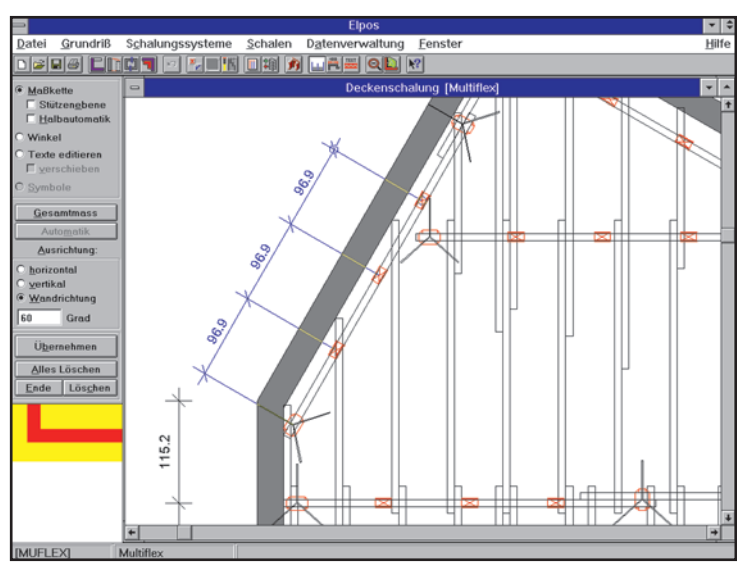 Elpos
Datei Grundriß Schalungssysteme Schalen Datenverwaltung Fenster Hilfe
Deckenschalung [Multiflex]
Maßkette
Stützenebene
Halbautomatik
Winkel
Texte editieren
verschieben
Symbole
Gesamtmass
Automatik
Ausrichtung:
horizontal
vertikal
Wandrichtung
60 Grad
Übernehmen
Alles Löschen
Ende Löschen
96.9
96.9
96.9
115.2
[MUFLEX] Multiflex